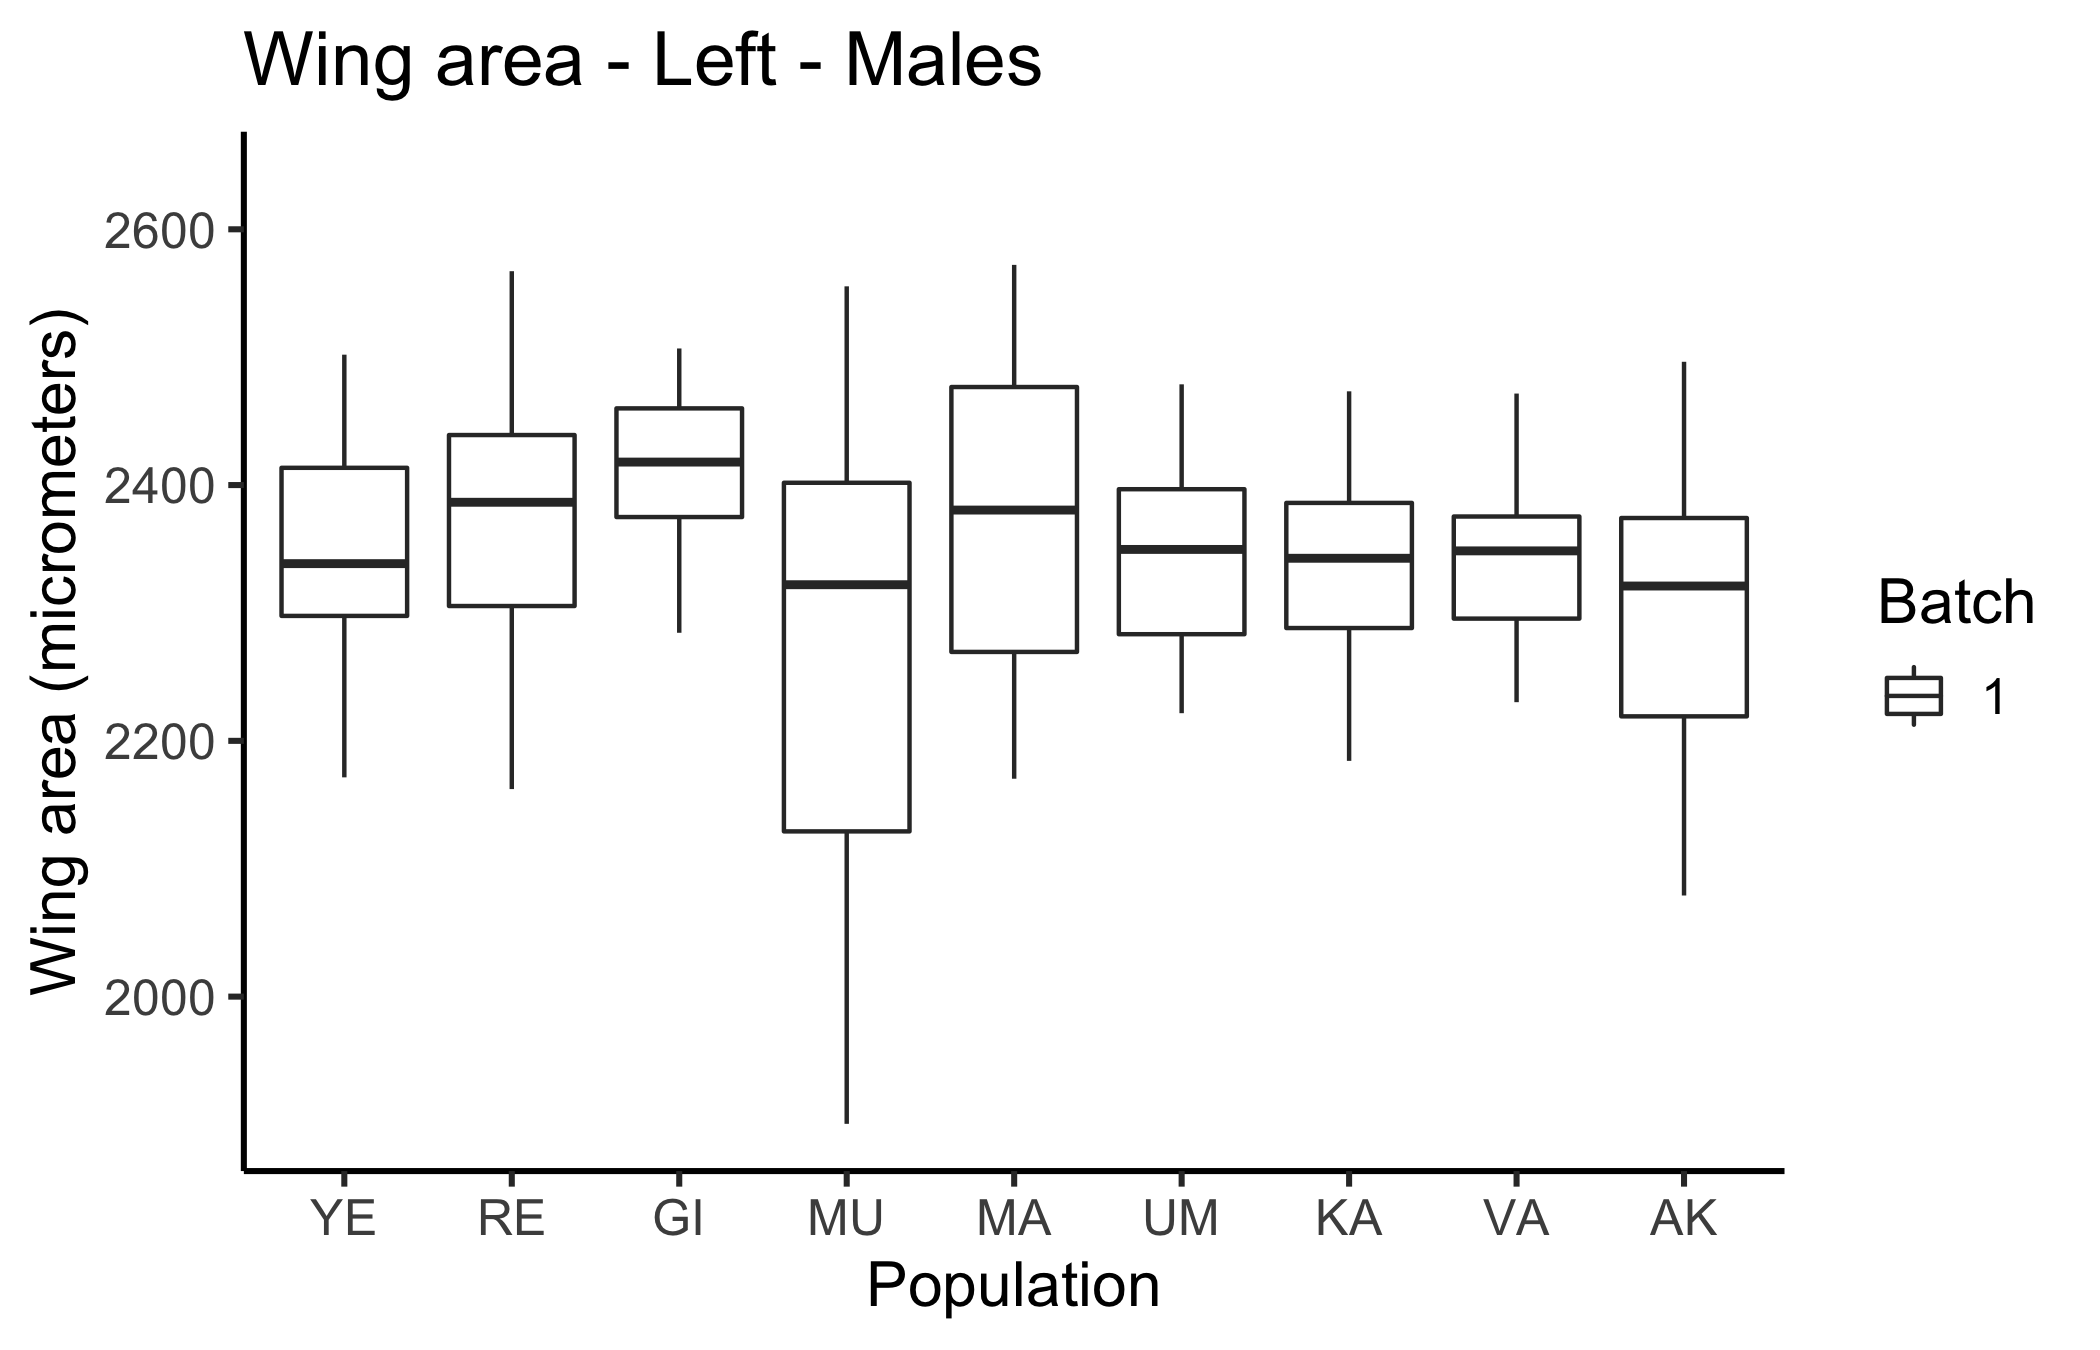 Wing area - Left - Males
Wing area (micrometers)
2600
2400
2200
2000
YE RE GI MU MA UM KA VA AK
Population
Batch
1